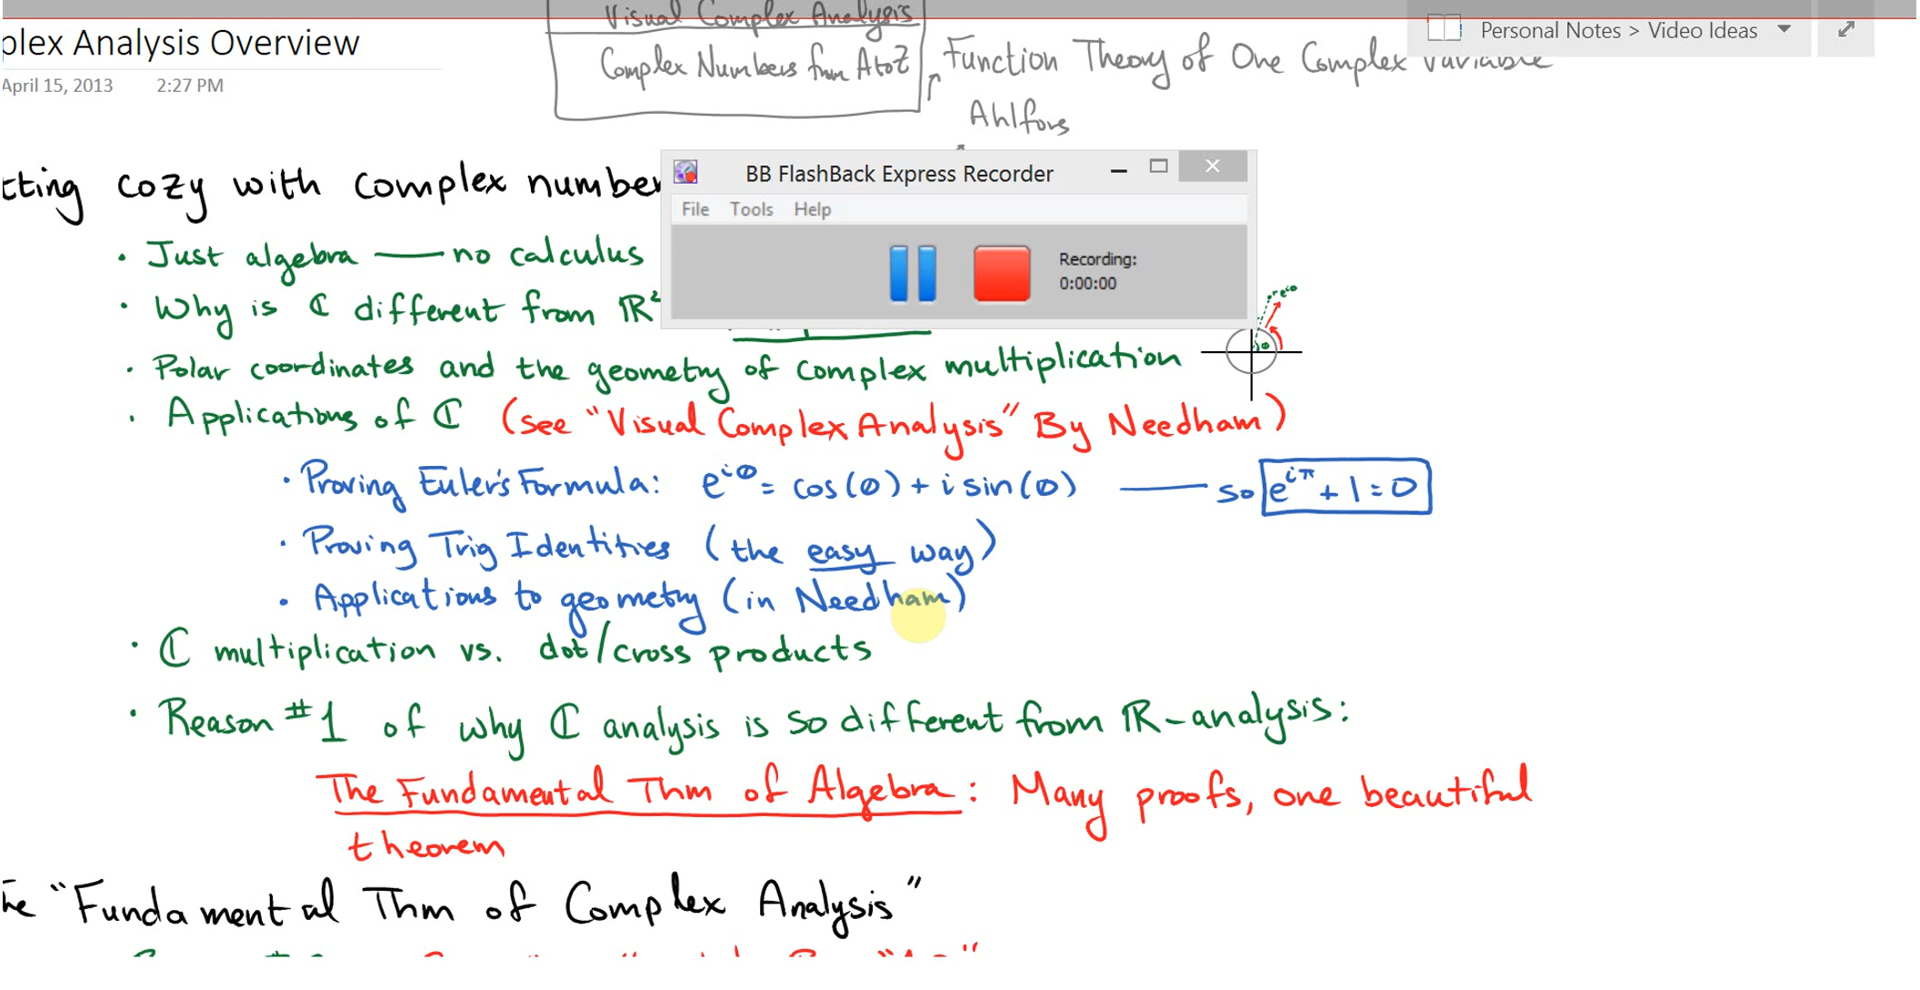 Visual Complex Analysis
plex Analysis Overview
Complex Numbers from A to Z
Function Theory of One Complex Variable
Personal Notes > Video Ideas
April 15, 2013 2:27 PM
Ahlfors
tting cozy with complex number
BB FlashBack Express Recorder
File Tools Help
Recording:
0:00:00
· Just algebra — no calculus
· Why is ℂ different from ℝ²
· Polar coordinates and the geometry of complex multiplication
θ
· Applications of ℂ (see "Visual Complex Analysis" By Needham)
· Proving Euler's Formula: e^{iθ} = cos(θ) + i sin(θ) — so e^{iπ} + 1 = 0
· Proving Trig Identities (the easy way)
· Applications to geometry (in Needham)
· ℂ multiplication vs. dot/cross products
· Reason #1 of why ℂ analysis is so different from ℝ-analysis:
The Fundamental Thm of Algebra: Many proofs, one beautiful
theorem
he "Fundamental Thm of Complex Analysis"